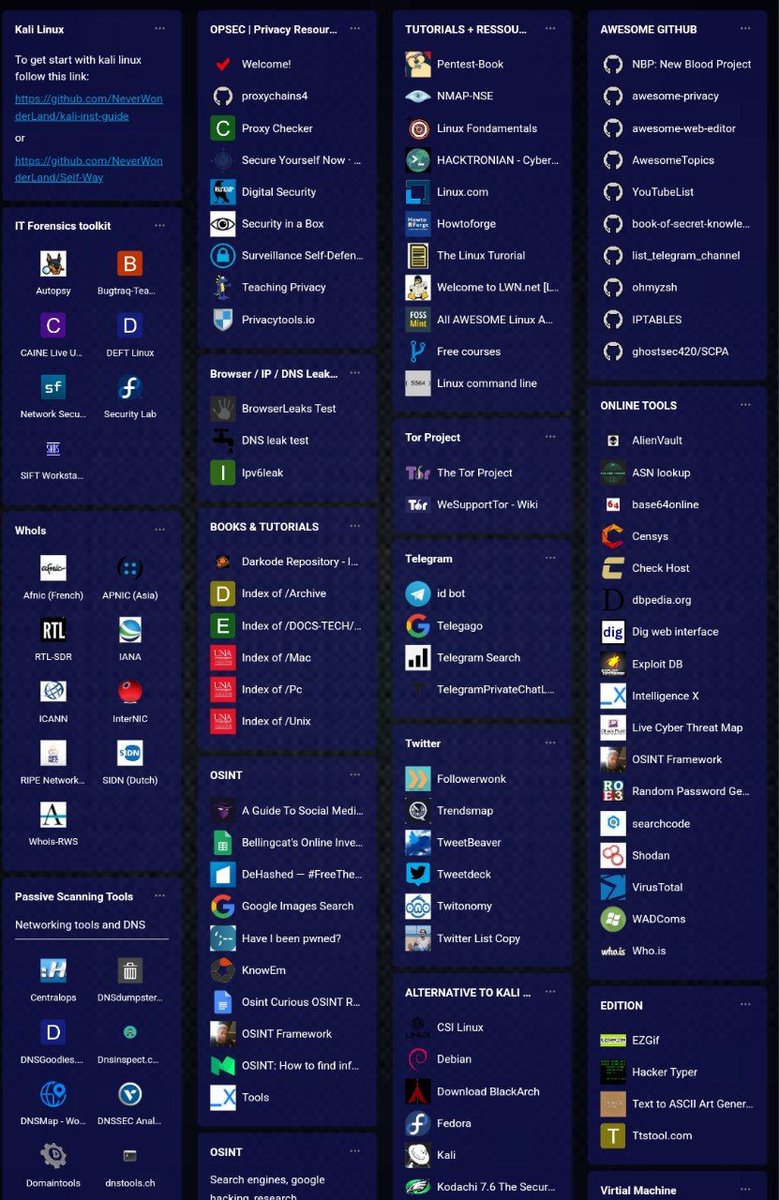 Kali Linux
To get start with kali linux
follow this link:
https://github.com/NeverWon
derLand/kali-inst-guide
or
https://github.com/NeverWon
derLand/Self-Way
IT Forensics toolkit
Autopsy
Bugtraq-Tea...
CAINE Live U...
DEFT Linux
Network Secu...
Security Lab
SIFT Worksta...
WhoIs
Afnic (French)
APNIC (Asia)
RTL-SDR
IANA
ICANN
InterNIC
RIPE Network...
SIDN (Dutch)
Whois-RWS
Passive Scanning Tools
Networking tools and DNS
Centralops
DNSdumpster...
DNSGoodies....
Dnsinspect.c...
DNSMap - Wo...
DNSSEC Anal...
Domaintools
dnstools.ch
OPSEC | Privacy Resour...
Welcome!
proxychains4
Proxy Checker
Secure Yourself Now · ...
Digital Security
Security in a Box
Surveillance Self-Defen...
Teaching Privacy
Privacytools.io
Browser / IP / DNS Leak...
BrowserLeaks Test
DNS leak test
Ipv6leak
BOOKS & TUTORIALS
Darkode Repository - I...
Index of /Archive
Index of /DOCS-TECH/...
Index of /Mac
Index of /Pc
Index of /Unix
OSINT
A Guide To Social Medi...
Bellingcat's Online Inve...
DeHashed — #FreeThe...
Google Images Search
Have I been pwned?
KnowEm
Osint Curious OSINT R...
OSINT Framework
OSINT: How to find inf...
Tools
OSINT
Search engines, google
hacking, research
TUTORIALS + RESSOU...
Pentest-Book
NMAP-NSE
Linux Fondamentals
HACKTRONIAN - Cyber...
Linux.com
Howtoforge
The Linux Turorial
Welcome to LWN.net [L...
All AWESOME Linux A...
Free courses
Linux command line
Tor Project
The Tor Project
WeSupportTor - Wiki
Telegram
id bot
Telegago
Telegram Search
TelegramPrivateChatL...
Twitter
Followerwonk
Trendsmap
TweetBeaver
Tweetdeck
Twitonomy
Twitter List Copy
ALTERNATIVE TO KALI ...
CSI Linux
Debian
Download BlackArch
Fedora
Kali
Kodachi 7.6 The Secur...
AWESOME GITHUB
NBP: New Blood Project
awesome-privacy
awesome-web-editor
AwesomeTopics
YouTubeList
book-of-secret-knowle...
list_telegram_channel
ohmyzsh
IPTABLES
ghostsec420/SCPA
ONLINE TOOLS
AlienVault
ASN lookup
base64online
Censys
Check Host
dbpedia.org
Dig web interface
Exploit DB
Intelligence X
Live Cyber Threat Map
OSINT Framework
Random Password Ge...
searchcode
Shodan
VirusTotal
WADComs
Who.is
EDITION
EZGif
Hacker Typer
Text to ASCII Art Gener...
Ttstool.com
Virtial Machine